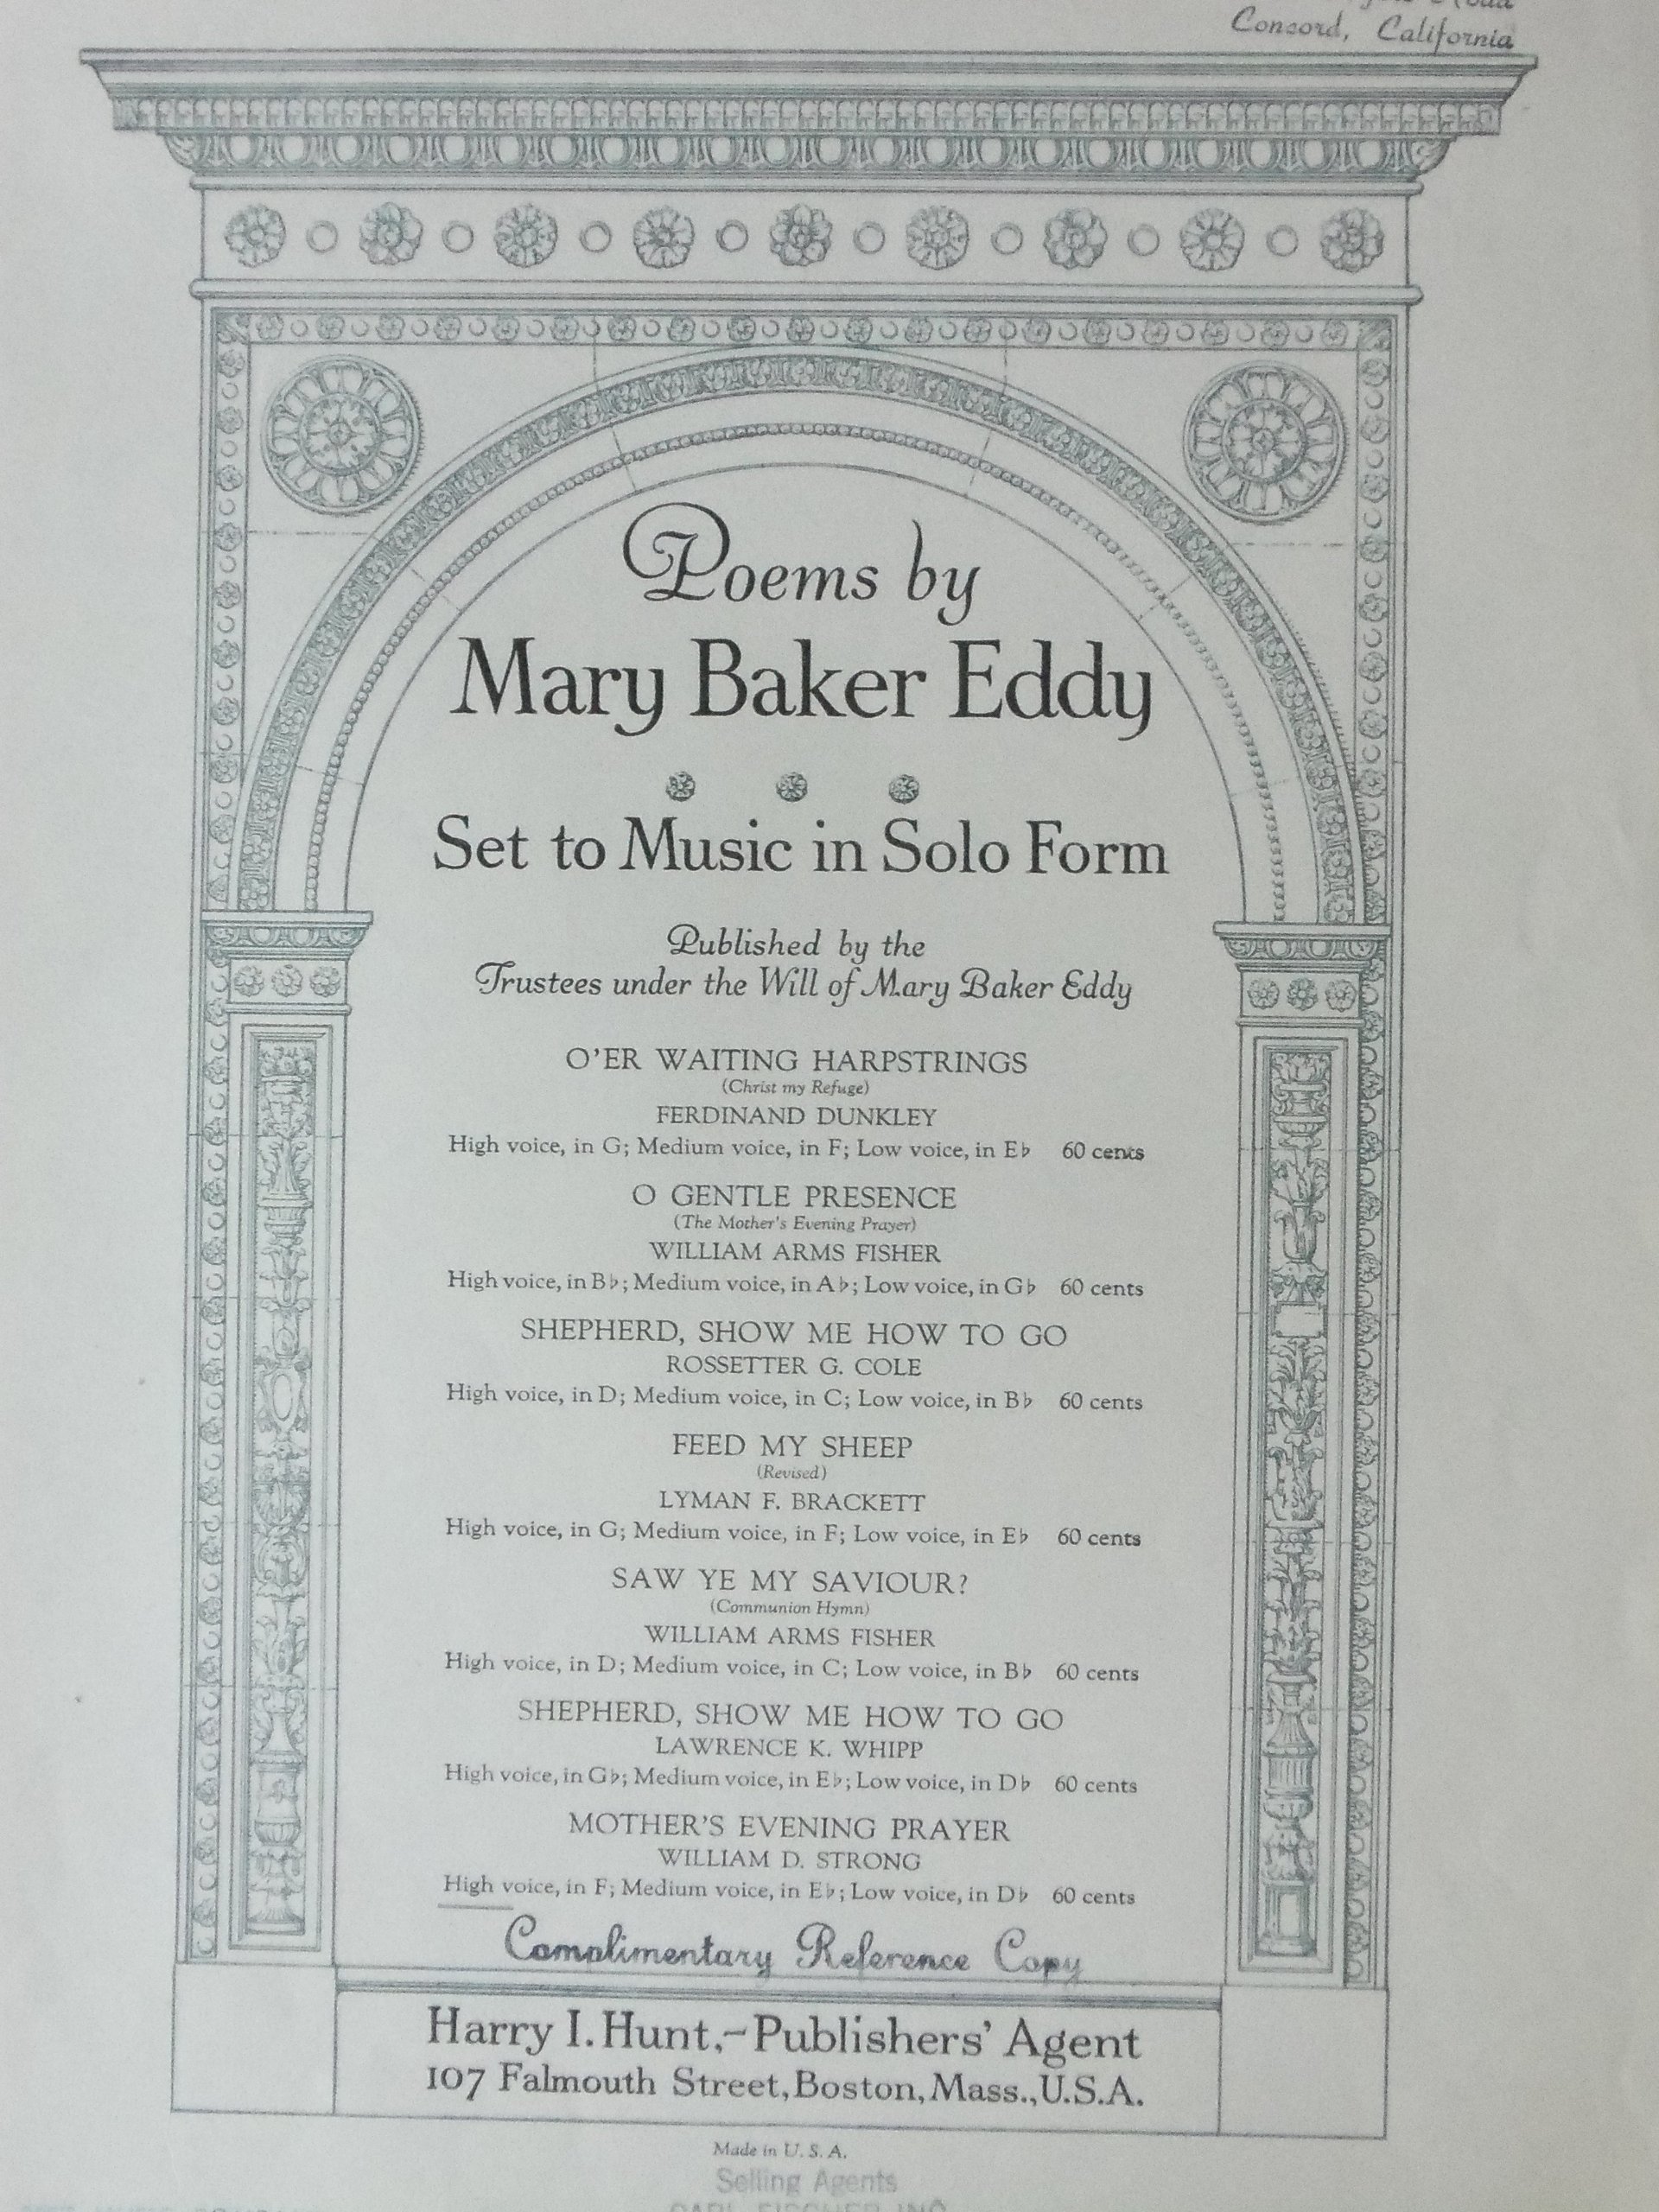 Concord, California
Poems by
Mary Baker Eddy
Set to Music in Solo Form
Published by the
Trustees under the Will of Mary Baker Eddy
O'ER WAITING HARPSTRINGS
(Christ my Refuge)
FERDINAND DUNKLEY
High voice, in G; Medium voice, in F; Low voice, in E♭ 60 cents
O GENTLE PRESENCE
(The Mother's Evening Prayer)
WILLIAM ARMS FISHER
High voice, in B♭; Medium voice, in A♭; Low voice, in G♭ 60 cents
SHEPHERD, SHOW ME HOW TO GO
ROSSETTER G. COLE
High voice, in D; Medium voice, in C; Low voice, in B♭ 60 cents
FEED MY SHEEP
(Revised)
LYMAN F. BRACKETT
High voice, in G; Medium voice, in F; Low voice, in E♭ 60 cents
SAW YE MY SAVIOUR?
(Communion Hymn)
WILLIAM ARMS FISHER
High voice, in D; Medium voice, in C; Low voice, in B♭ 60 cents
SHEPHERD, SHOW ME HOW TO GO
LAWRENCE K. WHIPP
High voice, in G♭; Medium voice, in E♭; Low voice, in D♭ 60 cents
MOTHER'S EVENING PRAYER
WILLIAM D. STRONG
High voice, in F; Medium voice, in E♭; Low voice, in D♭ 60 cents
Complimentary Reference Copy
Harry I. Hunt,-Publishers' Agent
107 Falmouth Street, Boston, Mass., U.S.A.
Made in U. S. A.
Selling Agents
CARL FISCHER INC